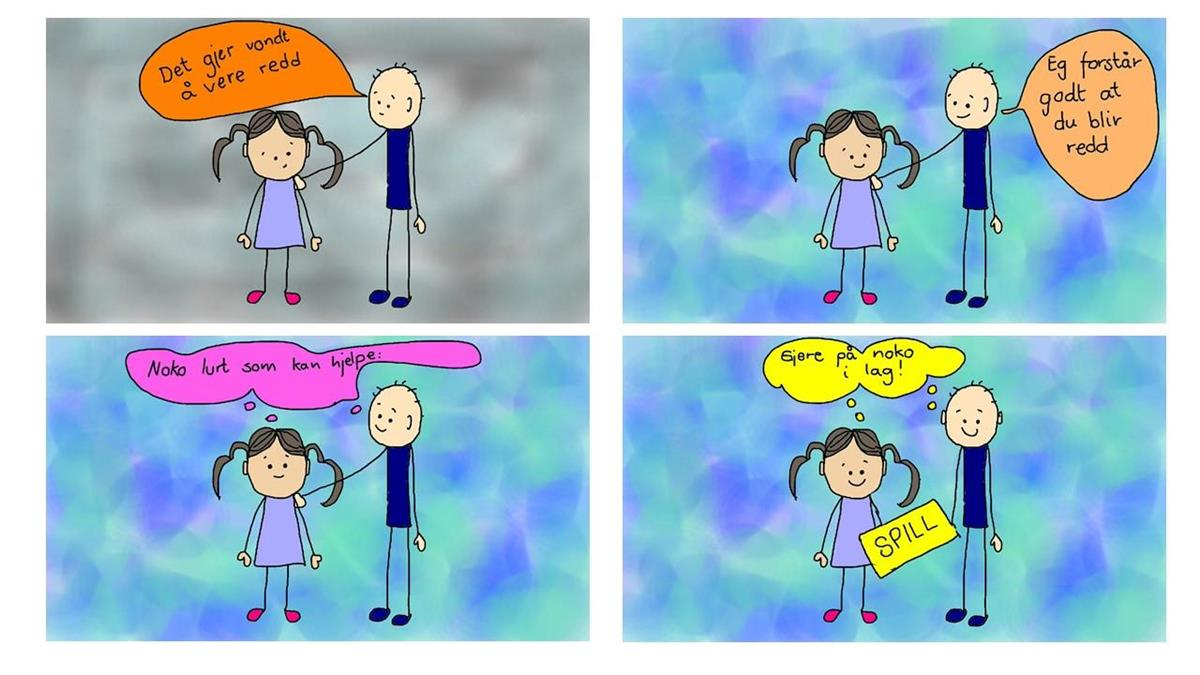 Det gjer vondt
å vere redd
Eg forstår
godt at
du blir
redd
Noko lurt som kan hjelpe:
Gjere på noko
i lag!
SPILL